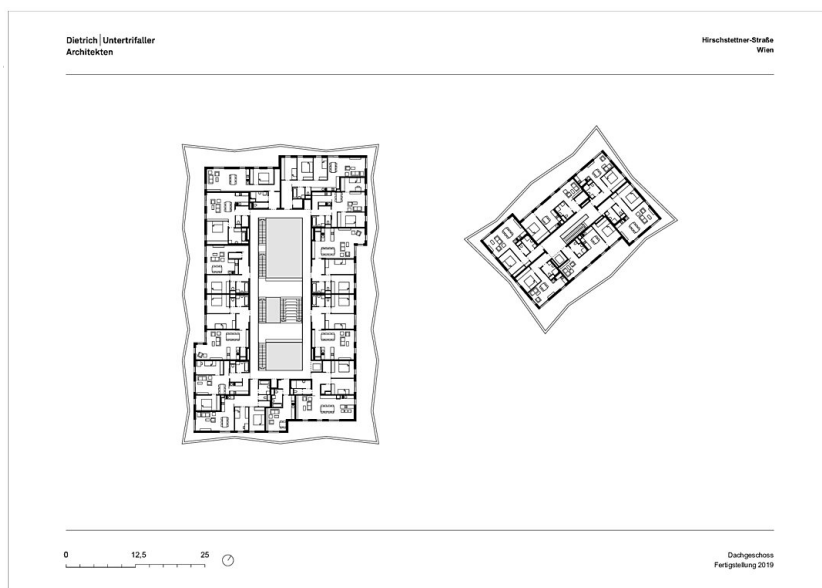 Dietrich|Untertrifaller
Architekten
Hirschstettner-Straße
Wien
0 12,5 25
Dachgeschoss
Fertigstellung 2019